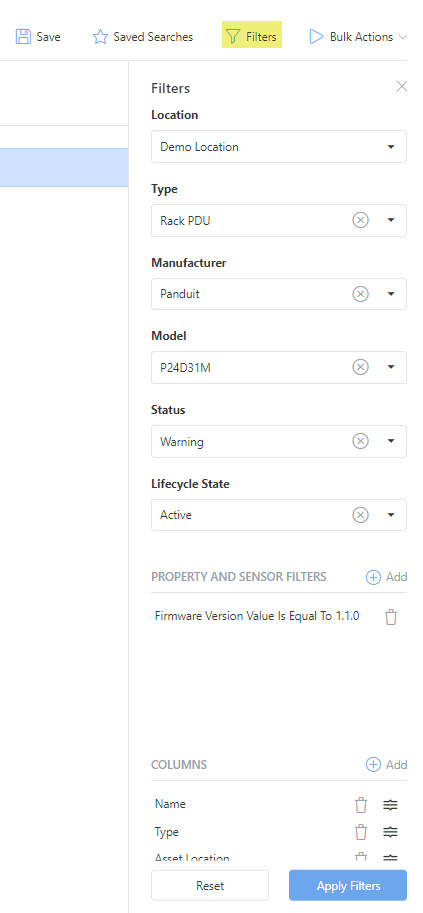 Save Saved Searches Filters Bulk Actions
Filters
Location
Demo Location
Type
Rack PDU
Manufacturer
Panduit
Model
P24D31M
Status
Warning
Lifecycle State
Active
PROPERTY AND SENSOR FILTERS Add
Firmware Version Value Is Equal To 1.1.0
COLUMNS Add
Name
Type
Asset Location
Reset Apply Filters